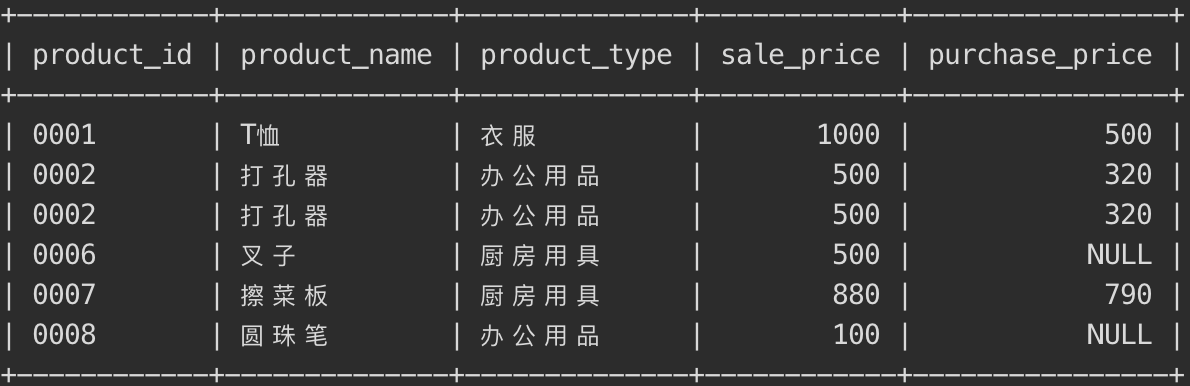 +------------+--------------+--------------+------------+----------------+
| product_id | product_name | product_type | sale_price | purchase_price |
+------------+--------------+--------------+------------+----------------+
| 0001 | T恤 | 衣服 | 1000 | 500 |
| 0002 | 打孔器 | 办公用品 | 500 | 320 |
| 0002 | 打孔器 | 办公用品 | 500 | 320 |
| 0006 | 叉子 | 厨房用具 | 500 | NULL |
| 0007 | 擦菜板 | 厨房用具 | 880 | 790 |
| 0008 | 圆珠笔 | 办公用品 | 100 | NULL |
+------------+--------------+--------------+------------+----------------+